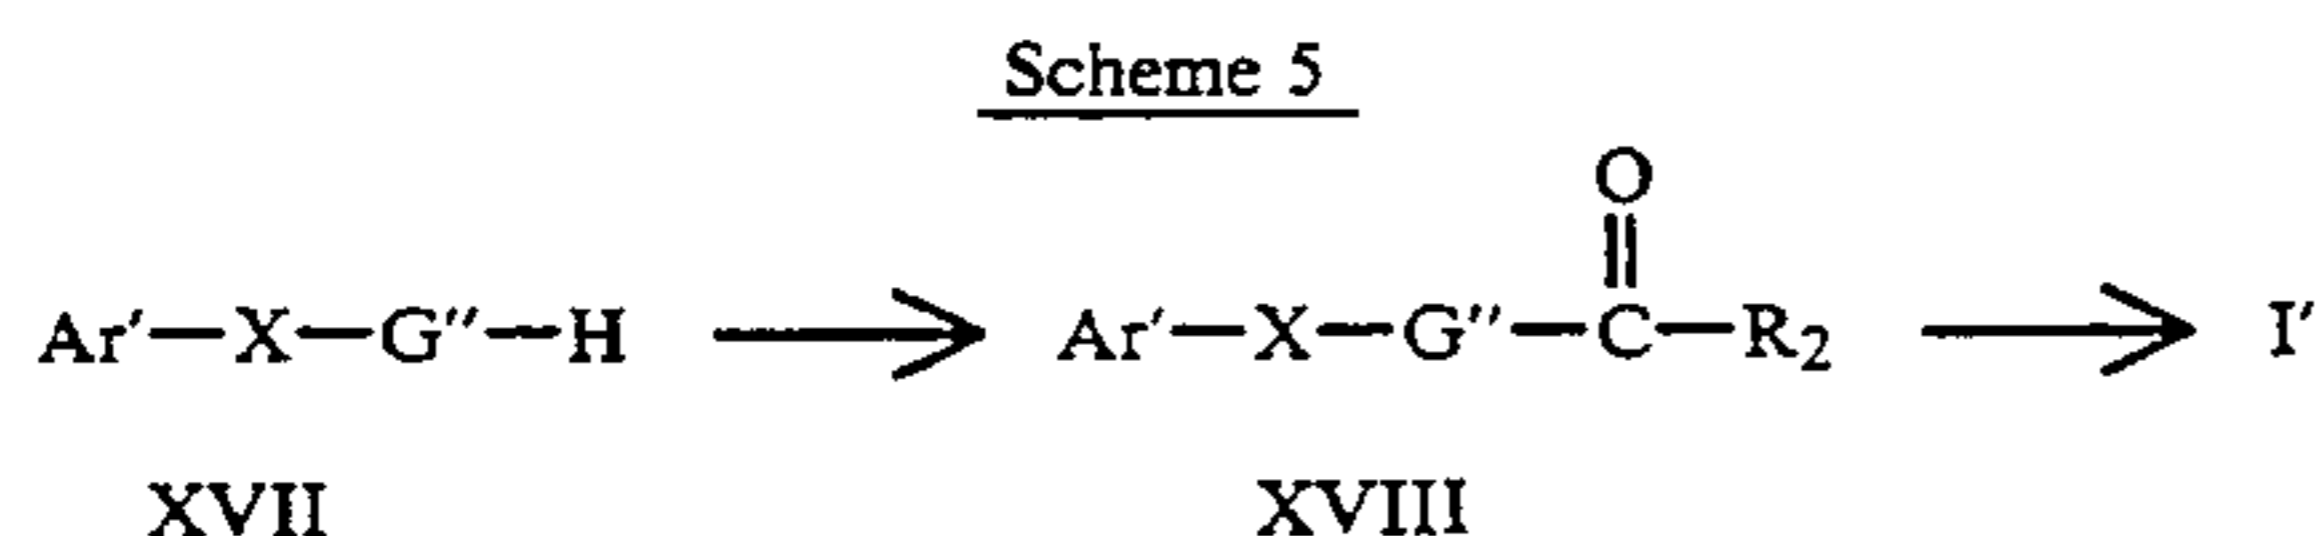 Scheme 5
O
Ar′—X—G″—H ⟶ Ar′—X—G″—C—R₂ ⟶ I′
XVII XVIII